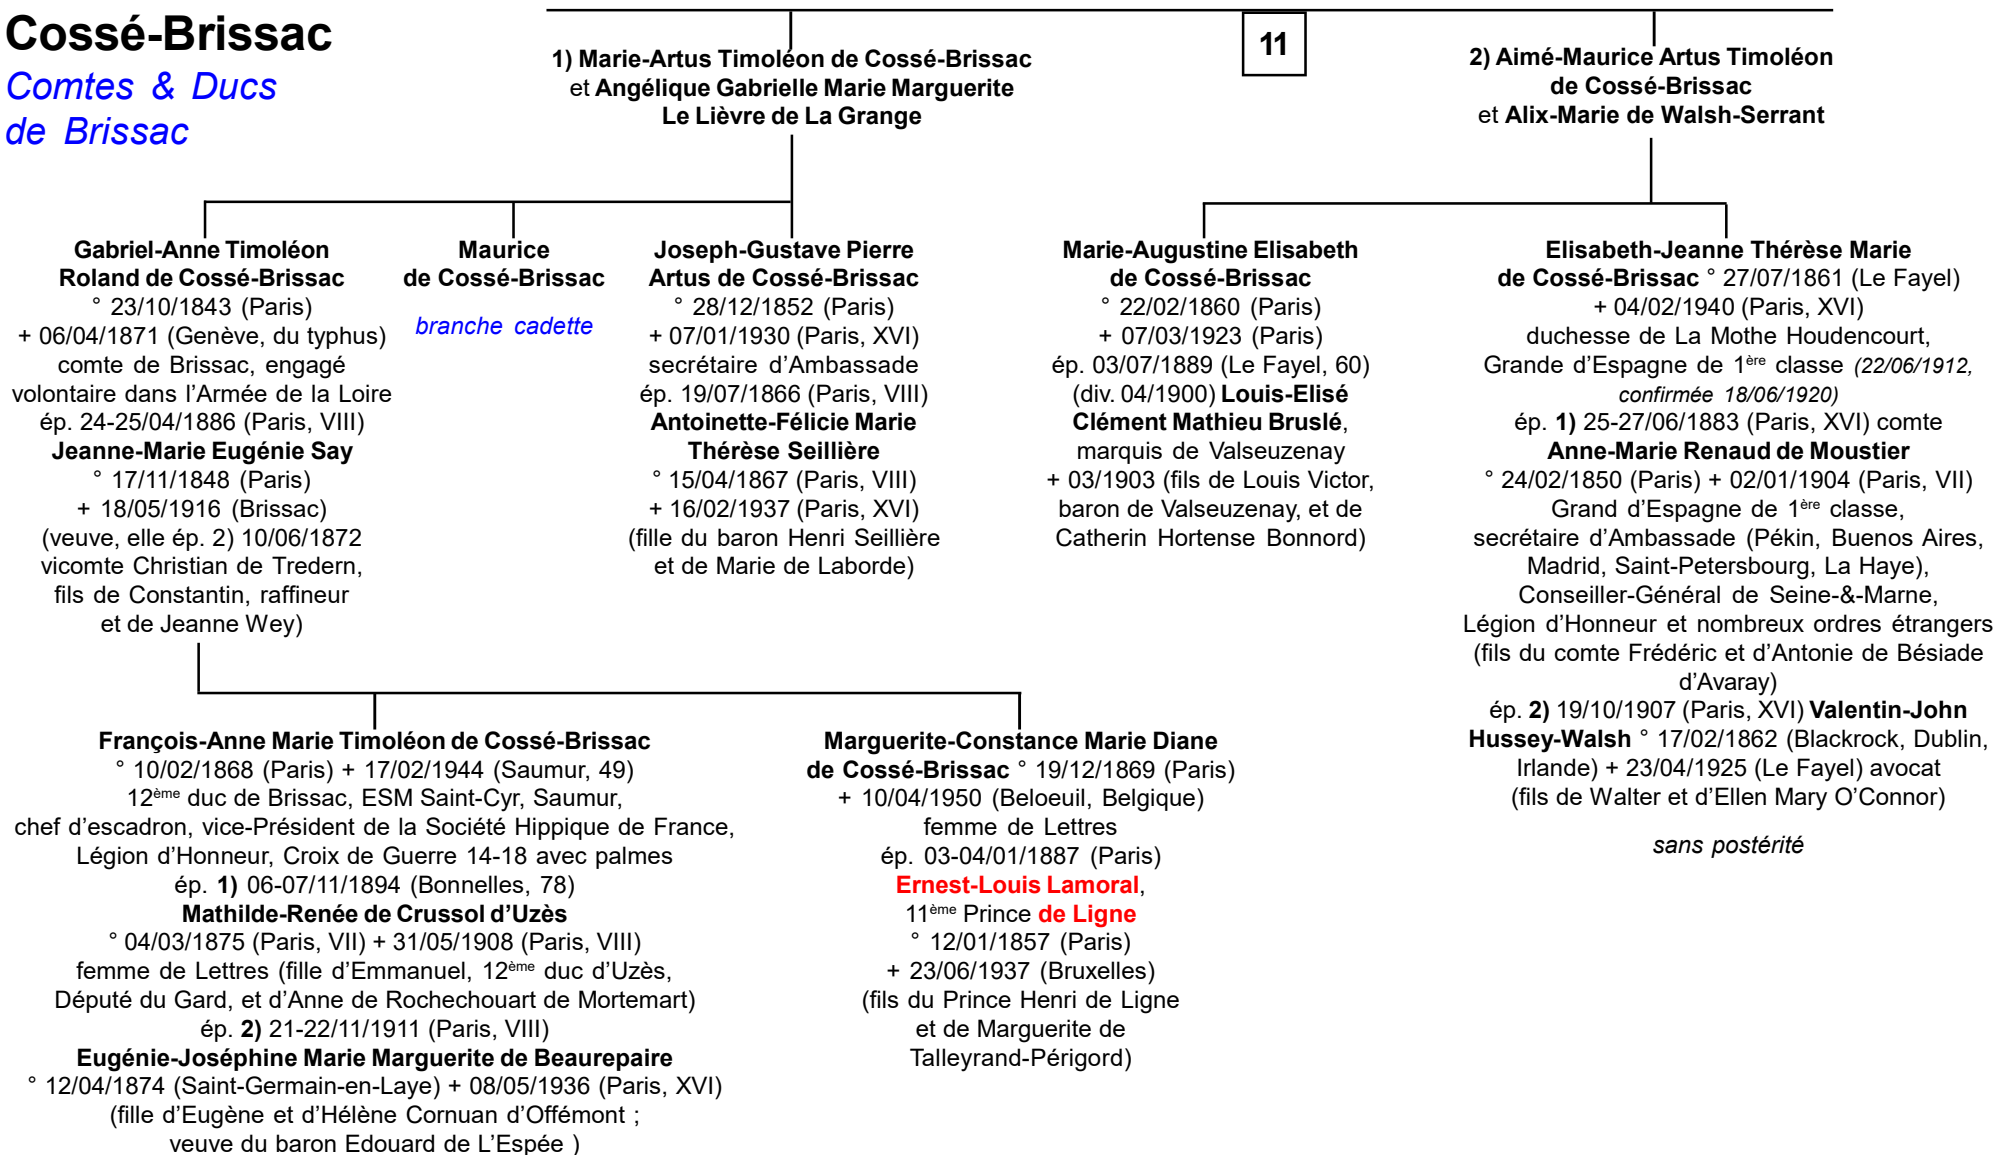 Cossé-Brissac
Comtes & Ducs
de Brissac
11
1) Marie-Artus Timoléon de Cossé-Brissac
et Angélique Gabrielle Marie Marguerite
Le Lièvre de La Grange
2) Aimé-Maurice Artus Timoléon
de Cossé-Brissac
et Alix-Marie de Walsh-Serrant
Gabriel-Anne Timoléon
Roland de Cossé-Brissac
° 23/10/1843 (Paris)
+ 06/04/1871 (Genève, du typhus)
comte de Brissac, engagé
volontaire dans l’Armée de la Loire
ép. 24-25/04/1886 (Paris, VIII)
Jeanne-Marie Eugénie Say
° 17/11/1848 (Paris)
+ 18/05/1916 (Brissac)
(veuve, elle ép. 2) 10/06/1872
vicomte Christian de Tredern,
fils de Constantin, raffineur
et de Jeanne Wey)
Maurice
de Cossé-Brissac
branche cadette
Joseph-Gustave Pierre
Artus de Cossé-Brissac
° 28/12/1852 (Paris)
+ 07/01/1930 (Paris, XVI)
secrétaire d’Ambassade
ép. 19/07/1866 (Paris, VIII)
Antoinette-Félicie Marie
Thérèse Seillière
° 15/04/1867 (Paris, VIII)
+ 16/02/1937 (Paris, XVI)
(fille du baron Henri Seillière
et de Marie de Laborde)
Marie-Augustine Elisabeth
de Cossé-Brissac
° 22/02/1860 (Paris)
+ 07/03/1923 (Paris)
ép. 03/07/1889 (Le Fayel, 60)
(div. 04/1900) Louis-Elisé
Clément Mathieu Bruslé,
marquis de Valseuzenay
+ 03/1903 (fils de Louis Victor,
baron de Valseuzenay, et de
Catherin Hortense Bonnord)
Elisabeth-Jeanne Thérèse Marie
de Cossé-Brissac ° 27/07/1861 (Le Fayel)
+ 04/02/1940 (Paris, XVI)
duchesse de La Mothe Houdencourt,
Grande d’Espagne de 1ère classe (22/06/1912,
confirmée 18/06/1920)
ép. 1) 25-27/06/1883 (Paris, XVI) comte
Anne-Marie Renaud de Moustier
° 24/02/1850 (Paris) + 02/01/1904 (Paris, VII)
Grand d’Espagne de 1ère classe,
secrétaire d’Ambassade (Pékin, Buenos Aires,
Madrid, Saint-Petersbourg, La Haye),
Conseiller-Général de Seine-&-Marne,
Légion d’Honneur et nombreux ordres étrangers
(fils du comte Frédéric et d’Antonie de Bésiade
d’Avaray)
ép. 2) 19/10/1907 (Paris, XVI) Valentin-John
Hussey-Walsh ° 17/02/1862 (Blackrock, Dublin,
Irlande) + 23/04/1925 (Le Fayel) avocat
(fils de Walter et d’Ellen Mary O’Connor)
sans postérité
François-Anne Marie Timoléon de Cossé-Brissac
° 10/02/1868 (Paris) + 17/02/1944 (Saumur, 49)
12ème duc de Brissac, ESM Saint-Cyr, Saumur,
chef d’escadron, vice-Président de la Société Hippique de France,
Légion d’Honneur, Croix de Guerre 14-18 avec palmes
ép. 1) 06-07/11/1894 (Bonnelles, 78)
Mathilde-Renée de Crussol d’Uzès
° 04/03/1875 (Paris, VII) + 31/05/1908 (Paris, VIII)
femme de Lettres (fille d’Emmanuel, 12ème duc d’Uzès,
Député du Gard, et d’Anne de Rochechouart de Mortemart)
ép. 2) 21-22/11/1911 (Paris, VIII)
Eugénie-Joséphine Marie Marguerite de Beaurepaire
° 12/04/1874 (Saint-Germain-en-Laye) + 08/05/1936 (Paris, XVI)
(fille d’Eugène et d’Hélène Cornuan d’Offémont ;
veuve du baron Edouard de L’Espée )
Marguerite-Constance Marie Diane
de Cossé-Brissac ° 19/12/1869 (Paris)
+ 10/04/1950 (Beloeuil, Belgique)
femme de Lettres
ép. 03-04/01/1887 (Paris)
Ernest-Louis Lamoral,
11ème Prince de Ligne
° 12/01/1857 (Paris)
+ 23/06/1937 (Bruxelles)
(fils du Prince Henri de Ligne
et de Marguerite de
Talleyrand-Périgord)